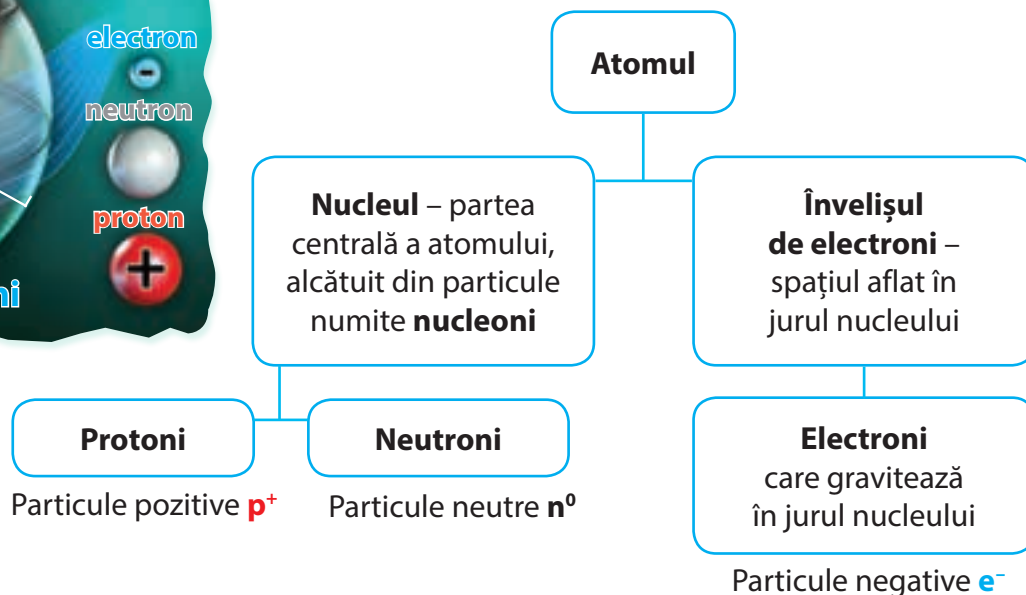 electron
-
neutron
proton
+
ni
Atomul
Nucleul – partea
centrală a atomului,
alcătuit din particule
numite nucleoni
Învelișul
de electroni –
spațiul aflat în
jurul nucleului
Protoni
Neutroni
Electroni
care gravitează
în jurul nucleului
Particule pozitive p⁺
Particule neutre n⁰
Particule negative e⁻